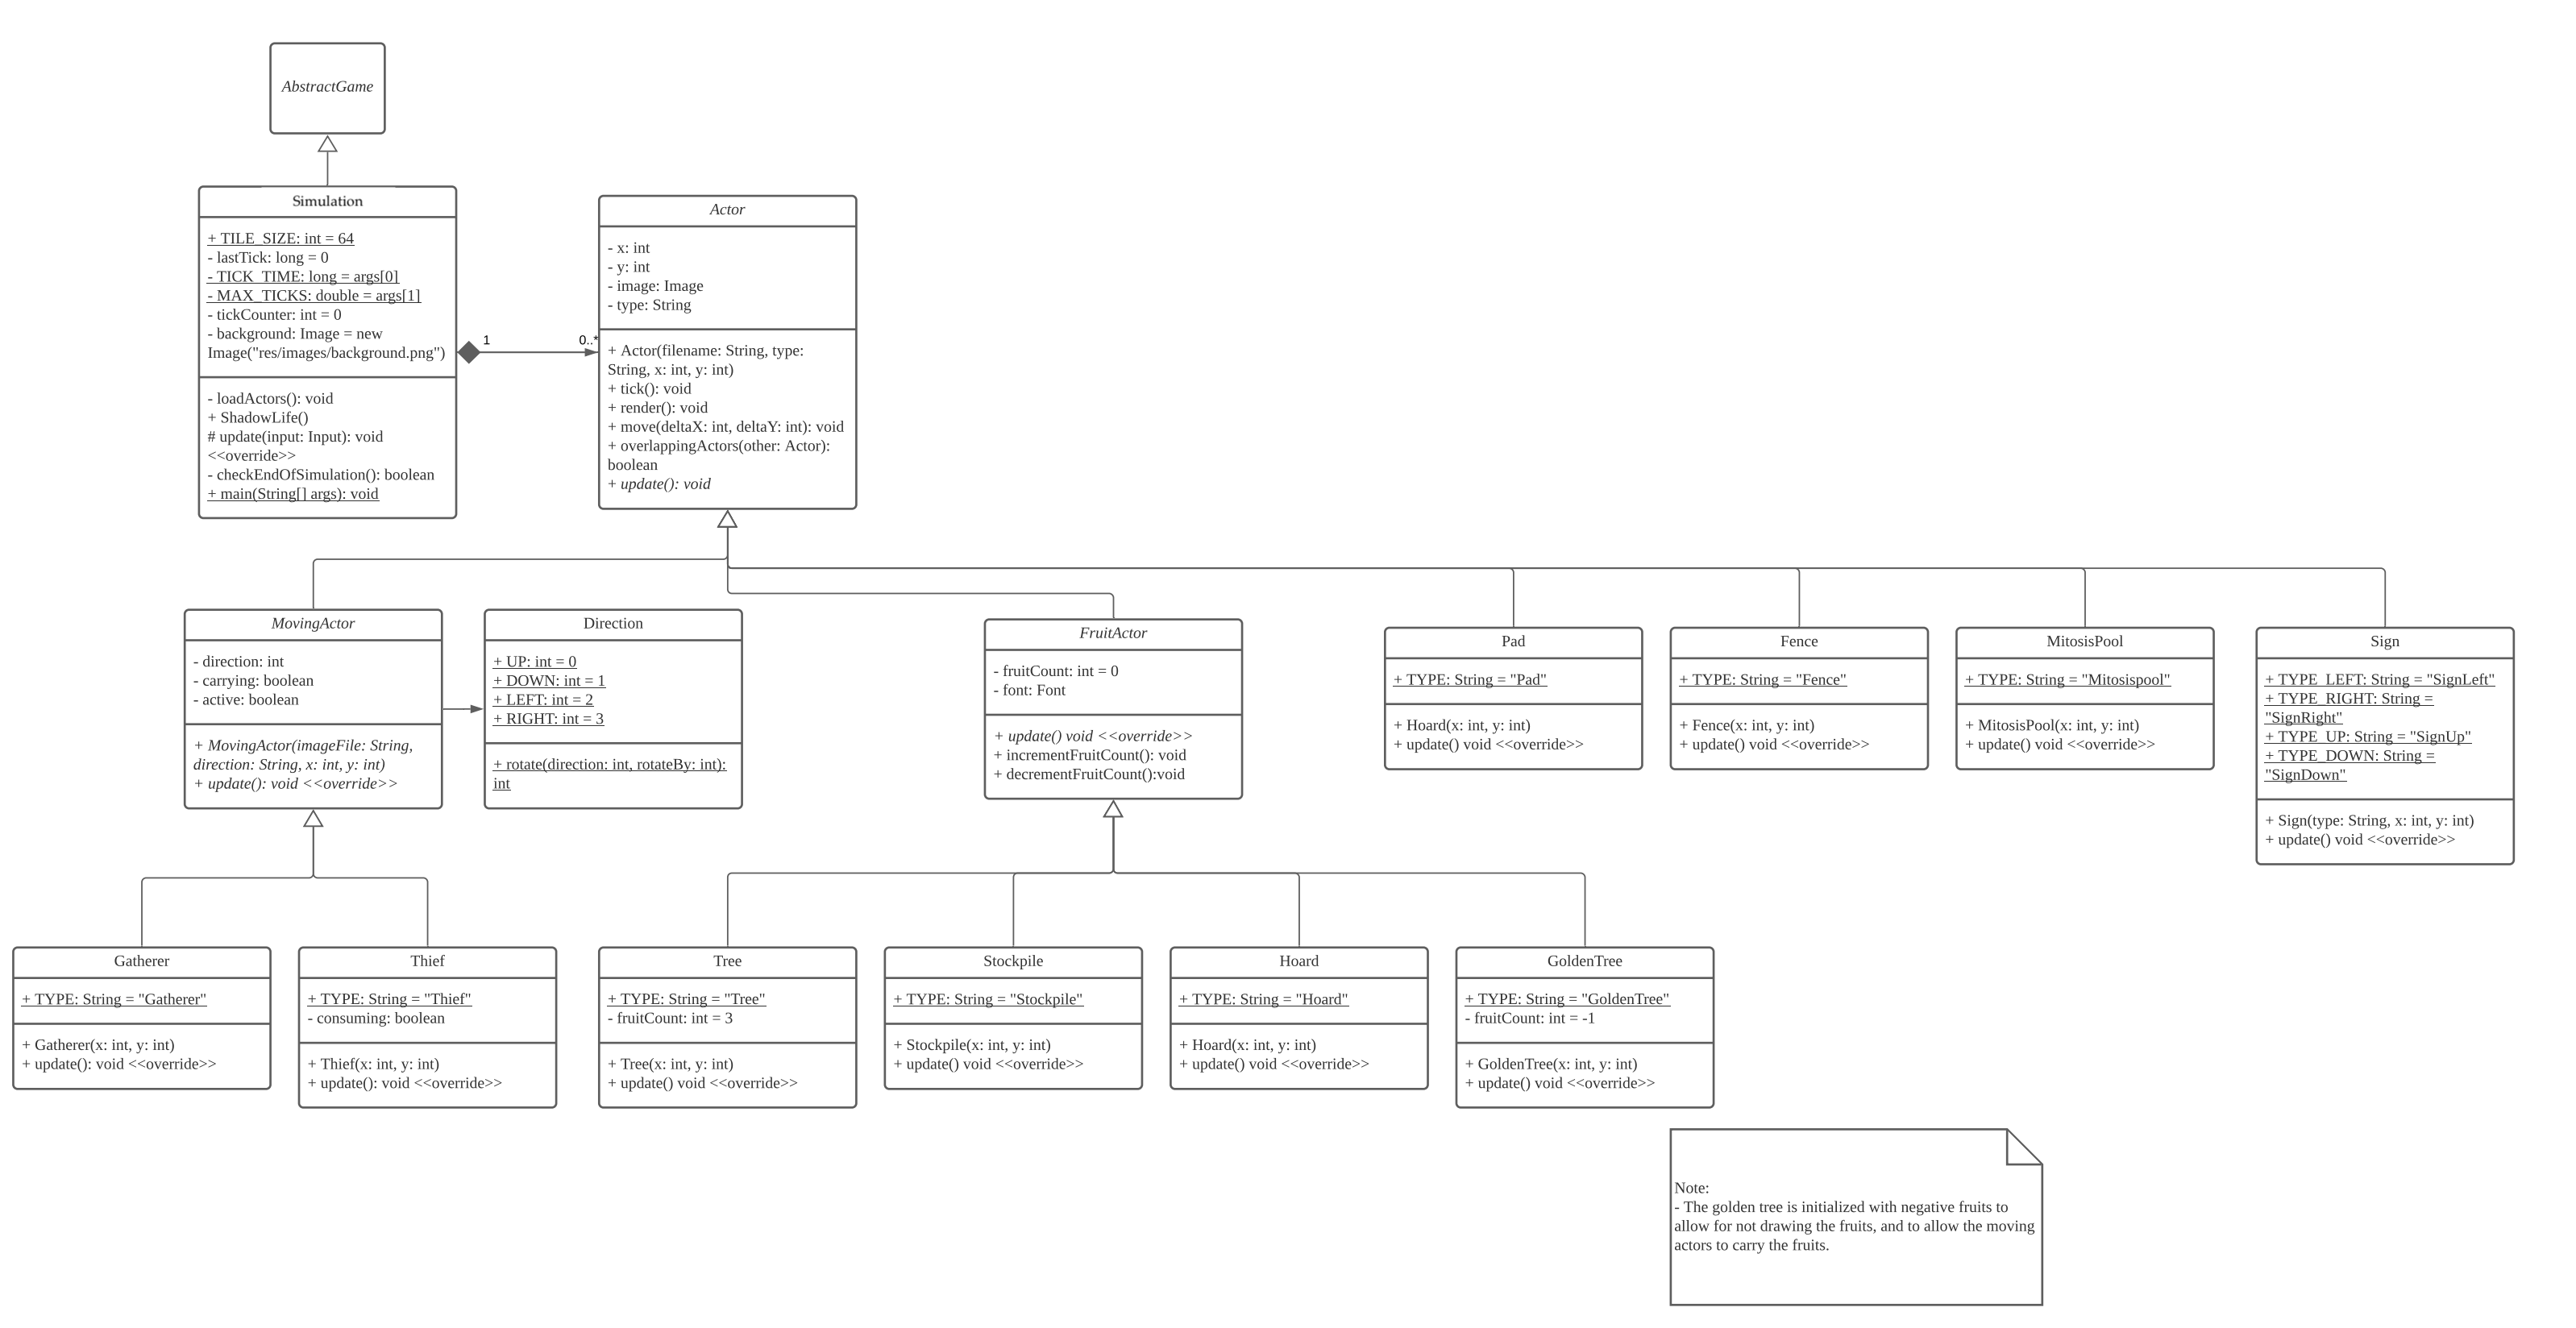 AbstractGame
Simulation
+ TILE_SIZE: int = 64
- lastTick: long = 0
- TICK_TIME: long = args[0]
- MAX_TICKS: double = args[1]
- tickCounter: int = 0
- background: Image = new
Image("res/images/background.png")
- loadActors(): void
+ ShadowLife()
# update(input: Input): void
<<override>>
- checkEndOfSimulation(): boolean
+ main(String[] args): void
1
0..*
Actor
- x: int
- y: int
- image: Image
- type: String
+ Actor(filename: String, type:
String, x: int, y: int)
+ tick(): void
+ render(): void
+ move(deltaX: int, deltaY: int): void
+ overlappingActors(other: Actor):
boolean
+ update(): void
MovingActor
- direction: int
- carrying: boolean
- active: boolean
+ MovingActor(imageFile: String,
direction: String, x: int, y: int)
+ update(): void <<override>>
Direction
+ UP: int = 0
+ DOWN: int = 1
+ LEFT: int = 2
+ RIGHT: int = 3
+ rotate(direction: int, rotateBy: int):
int
FruitActor
- fruitCount: int = 0
- font: Font
+ update() void <<override>>
+ incrementFruitCount(): void
+ decrementFruitCount():void
Pad
+ TYPE: String = "Pad"
+ Hoard(x: int, y: int)
+ update() void <<override>>
Fence
+ TYPE: String = "Fence"
+ Fence(x: int, y: int)
+ update() void <<override>>
MitosisPool
+ TYPE: String = "Mitosispool"
+ MitosisPool(x: int, y: int)
+ update() void <<override>>
Sign
+ TYPE_LEFT: String = "SignLeft"
+ TYPE_RIGHT: String =
"SignRight"
+ TYPE_UP: String = "SignUp"
+ TYPE_DOWN: String =
"SignDown"
+ Sign(type: String, x: int, y: int)
+ update() void <<override>>
Gatherer
+ TYPE: String = "Gatherer"
+ Gatherer(x: int, y: int)
+ update(): void <<override>>
Thief
+ TYPE: String = "Thief"
- consuming: boolean
+ Thief(x: int, y: int)
+ update(): void <<override>>
Tree
+ TYPE: String = "Tree"
- fruitCount: int = 3
+ Tree(x: int, y: int)
+ update() void <<override>>
Stockpile
+ TYPE: String = "Stockpile"
+ Stockpile(x: int, y: int)
+ update() void <<override>>
Hoard
+ TYPE: String = "Hoard"
+ Hoard(x: int, y: int)
+ update() void <<override>>
GoldenTree
+ TYPE: String = "GoldenTree"
- fruitCount: int = -1
+ GoldenTree(x: int, y: int)
+ update() void <<override>>
Note:
- The golden tree is initialized with negative fruits to
allow for not drawing the fruits, and to allow the moving
actors to carry the fruits.